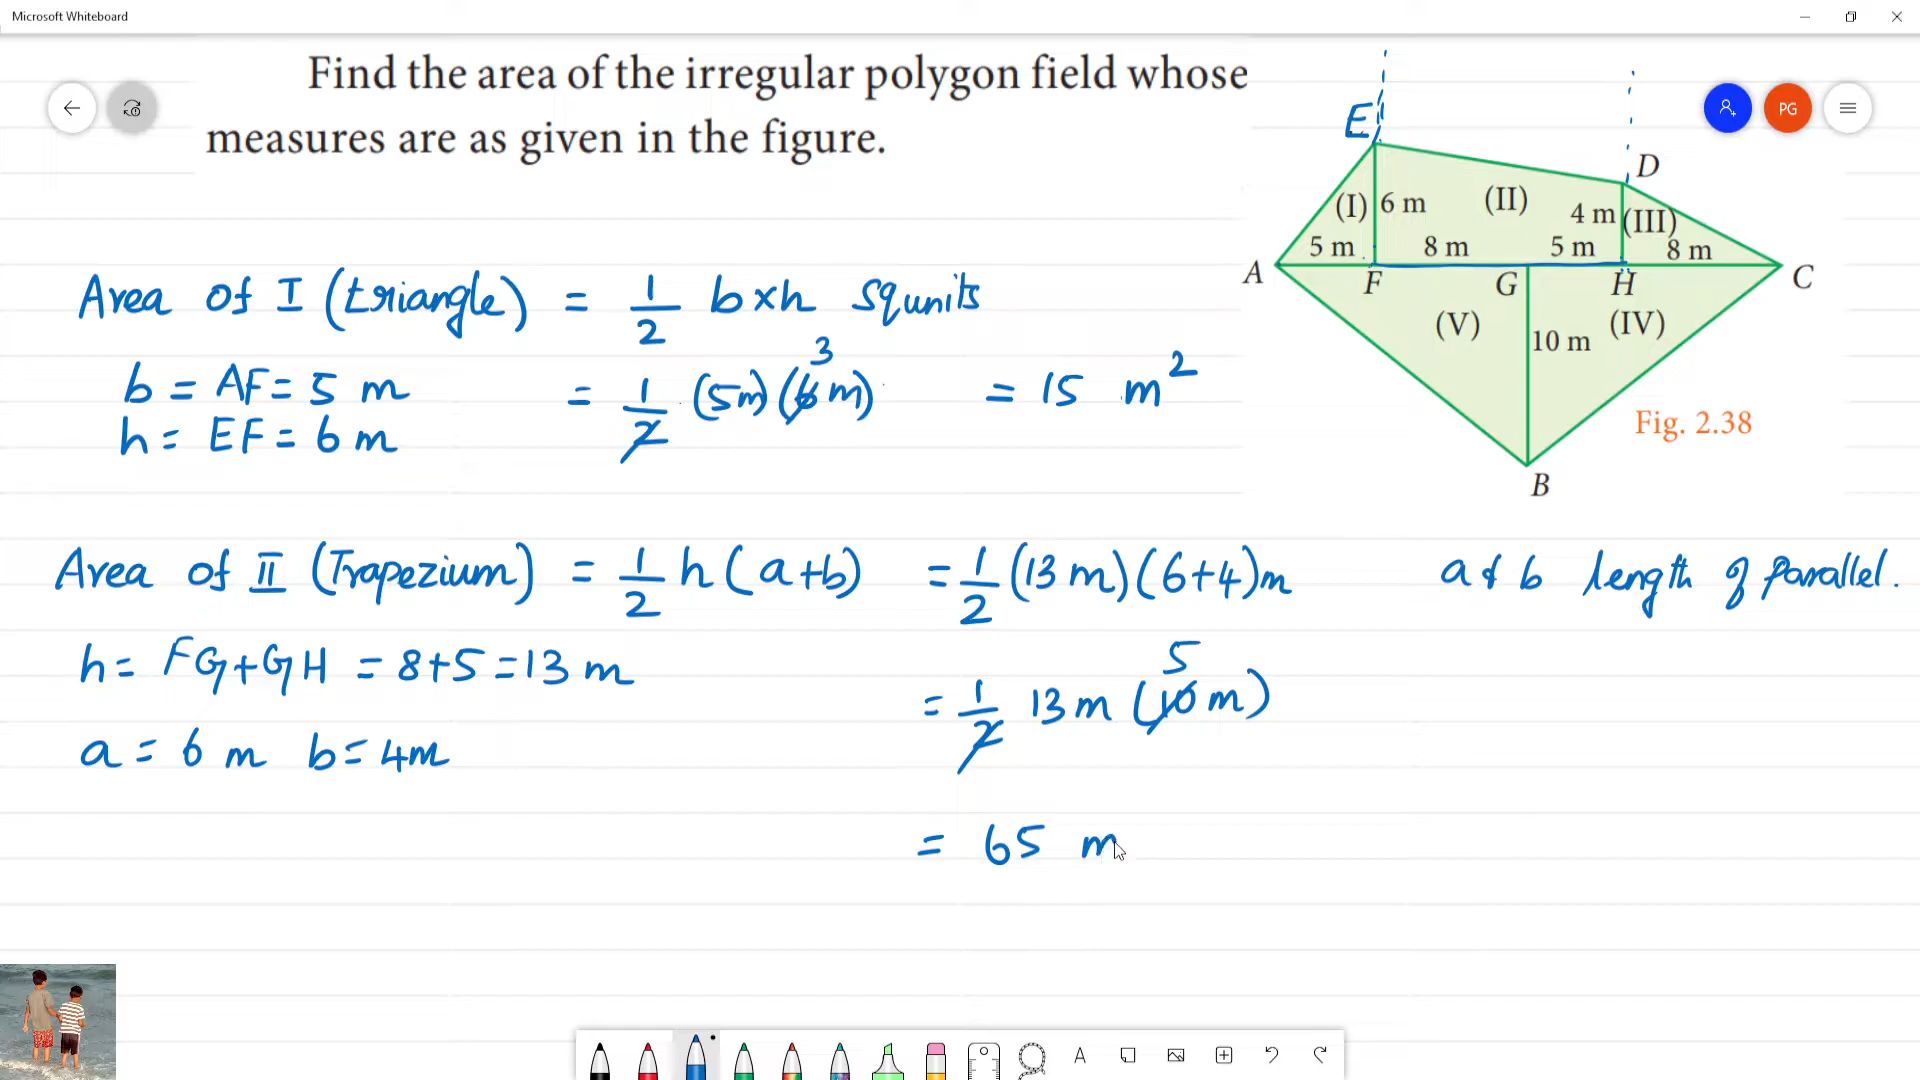 Microsoft Whiteboard
Find the area of the irregular polygon field whose
measures are as given in the figure.
PG
E
D
(I) 6 m (II) 4 m (III)
5 m 8 m 5 m 8 m
A F G H C
(V) 10 m (IV)
Fig. 2.38
B
Area of I (triangle) = 1/2 b×h squnits
b = AF = 5 m = 1/2 (5m) (6m) 3 = 15 m²
h = EF = 6 m
Area of II (Trapezium) = 1/2 h (a+b) = 1/2 (13 m) (6+4) m a & b length of parallel.
h = FG+GH = 8+5 = 13 m
= 1/2 13 m (10 m) 5
a = 6 m b = 4m
= 65 m
A